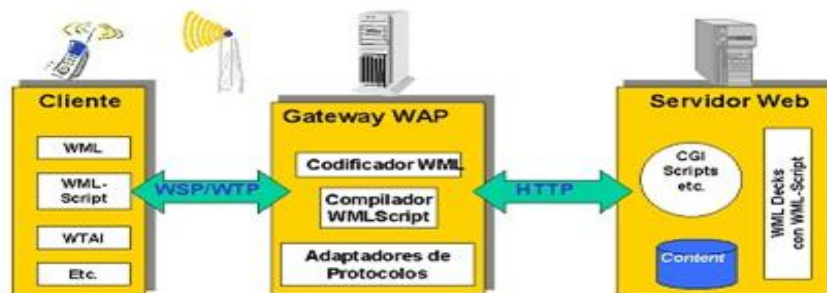 Cliente
WML
WML-
Script
WTAI
Etc.
WSP/WTP
Gateway WAP
Codificador WML
Compilador
WMLScript
Adaptadores de
Protocolos
HTTP
Servidor Web
CGI
Scripts
etc.
Content
WML Decks
con WML-Script